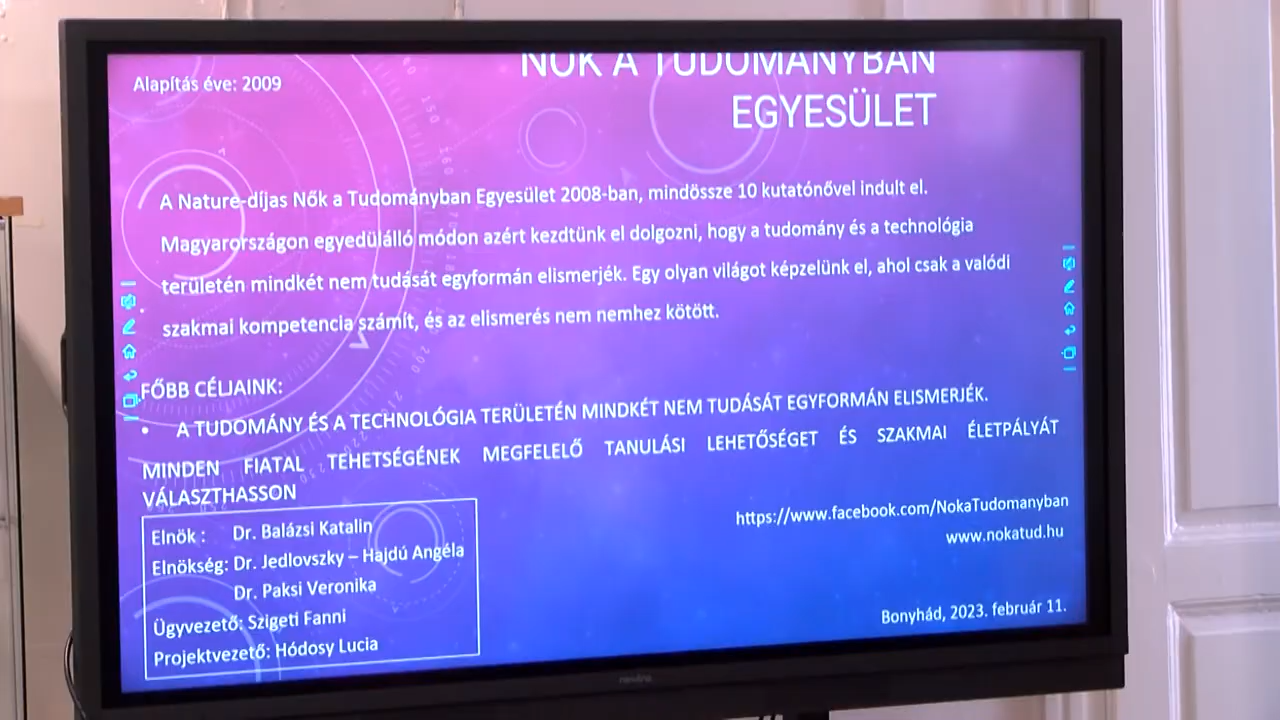 Alapítás éve: 2009
NŐK A TUDOMÁNYBAN
EGYESÜLET
A Nature-díjas Nők a Tudományban Egyesület 2008-ban, mindössze 10 kutatónővel indult el.
Magyarországon egyedülálló módon azért kezdtünk el dolgozni, hogy a tudomány és a technológia
területén mindkét nem tudását egyformán elismerjék. Egy olyan világot képzelünk el, ahol csak a valódi
szakmai kompetencia számít, és az elismerés nem nemhez kötött.
FŐBB CÉLJAINK:
• A TUDOMÁNY ÉS A TECHNOLÓGIA TERÜLETÉN MINDKÉT NEM TUDÁSÁT EGYFORMÁN ELISMERJÉK.
MINDEN FIATAL TEHETSÉGÉNEK MEGFELELŐ TANULÁSI LEHETŐSÉGET ÉS SZAKMAI ÉLETPÁLYÁT
VÁLASZTHASSON
Elnök : Dr. Balázsi Katalin
Elnökség: Dr. Jedlovszky – Hajdú Angéla
Dr. Paksi Veronika
Ügyvezető: Szigeti Fanni
Projektvezető: Hódosy Lucia
https://www.facebook.com/NokaTudomanyban
www.nokatud.hu
Bonyhád, 2023. február 11.
newline